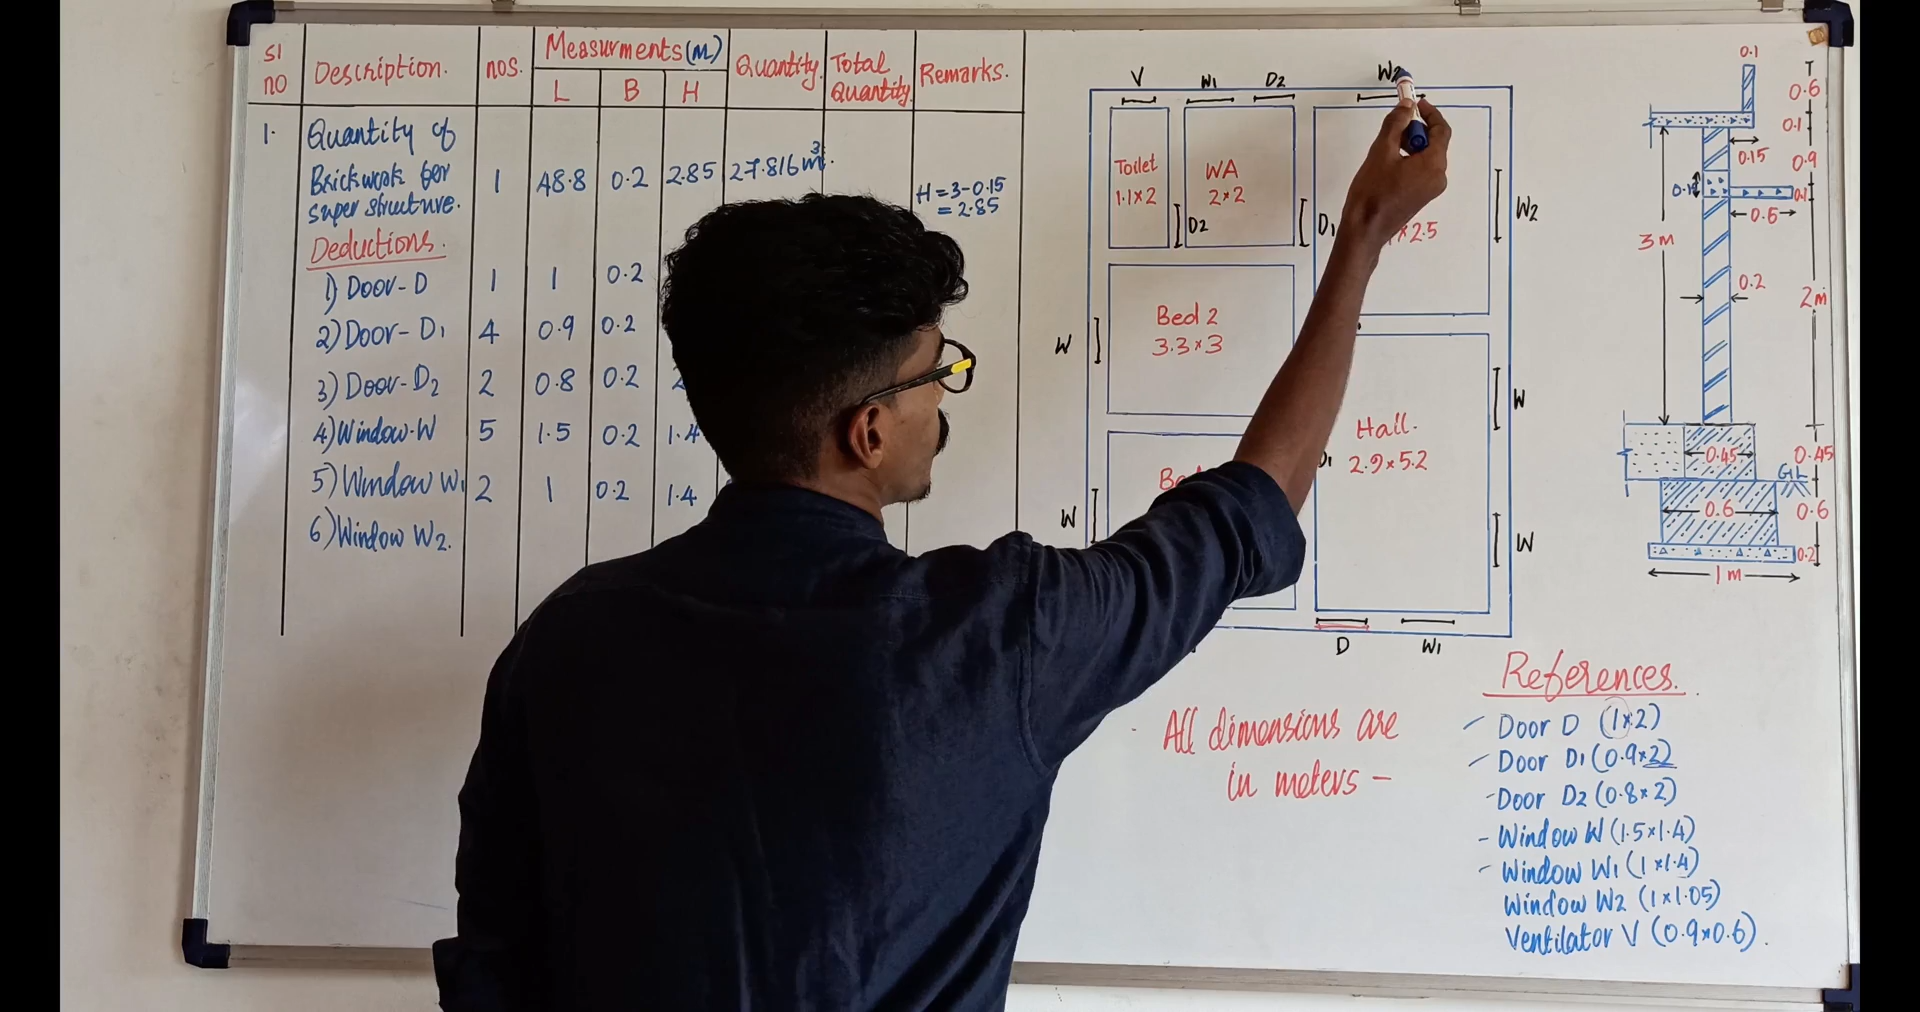 Sl no Description. nos. Measurments (m) Quantity. Total Quantity Remarks.
L B H
1. Quantity of
Brickwork for 1 48.8 0.2 2.85 27.816m³.
super structure.
H = 3-0.15
= 2.85
Deductions.
1) Door-D 1 1 0.2
2) Door-D1 4 0.9 0.2
3) Door-D2 2 0.8 0.2
4) Window-W 5 1.5 0.2 1.4
5) Window W1 2 1 0.2 1.4
6) Window W2.
V W1 D2 W2
Toilet
1.1×2
WA
2×2
D2
D1
×2.5
W2
Bed 2
3.3×3
W
W
Hall.
2.9×5.2
D1
W
W
D W1
0.1
0.6
0.1
0.15
0.9
0.6
3m
0.2
2m
0.45
0.45
GL
0.6
0.6
0.2
1m
All dimensions are
in meters -
References.
- Door D (1×2)
- Door D1 (0.9×2)
- Door D2 (0.8×2)
- Window W (1.5×1.4)
- Window W1 (1×1.4)
Window W2 (1×1.05)
Ventilator V (0.9×0.6).